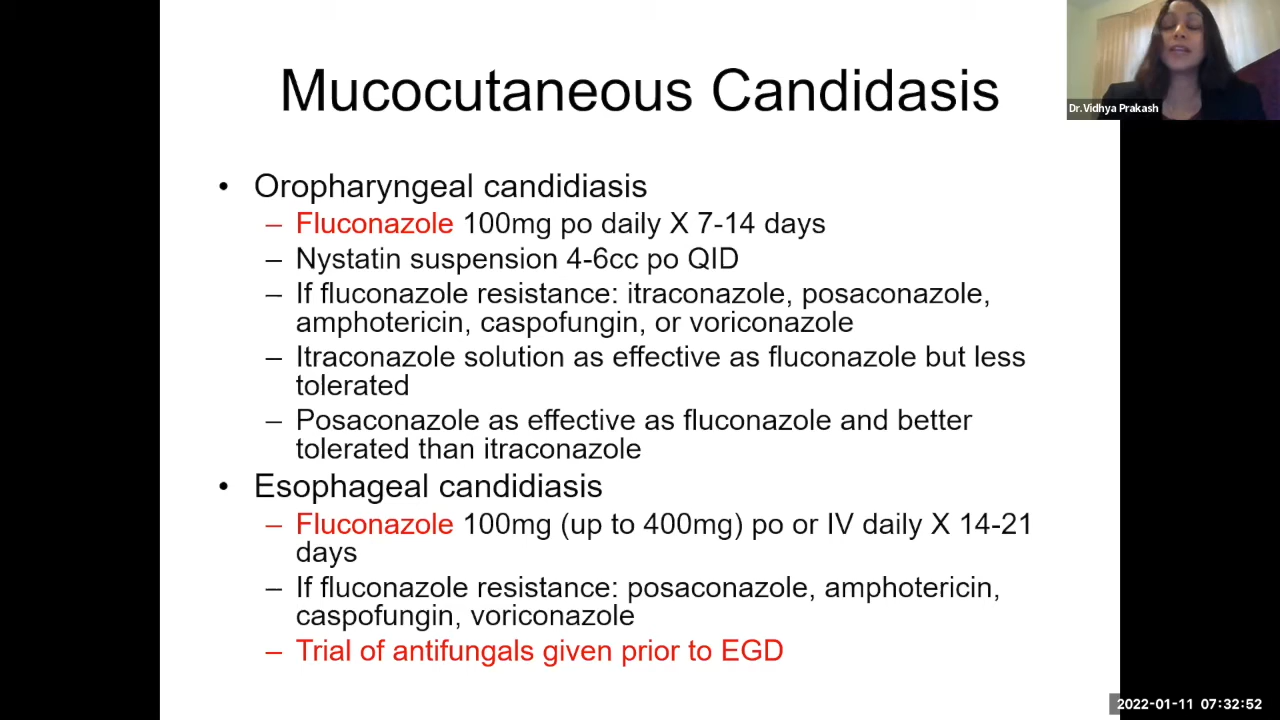 Mucocutaneous Candidasis
Dr.Vidhya Prakash
• Oropharyngeal candidiasis
– Fluconazole 100mg po daily X 7-14 days
– Nystatin suspension 4-6cc po QID
– If fluconazole resistance: itraconazole, posaconazole,
amphotericin, caspofungin, or voriconazole
– Itraconazole solution as effective as fluconazole but less
tolerated
– Posaconazole as effective as fluconazole and better
tolerated than itraconazole
• Esophageal candidiasis
– Fluconazole 100mg (up to 400mg) po or IV daily X 14-21
days
– If fluconazole resistance: posaconazole, amphotericin,
caspofungin, voriconazole
– Trial of antifungals given prior to EGD
2022-01-11 07:32:52